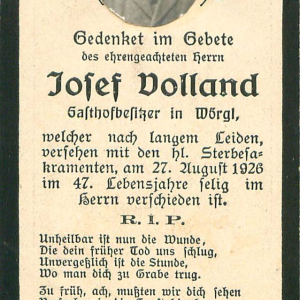 Gedenket im Gebete
des ehrengeachteten Herrn
Josef Volland
Gasthofbesitzer in Wörgl,
welcher nach langem Leiden,
versehen mit den hl. Sterbesa-
kramenten, am 27. August 1926
im 47. Lebensjahre selig im
Herrn verschieden ist.
R. I. P.
Unheilbar ist nun die Wunde,
Die dein früher Tod uns schlug,
Unvergeßlich ist die Stunde,
Wo man dich zu Grabe trug.
Zu früh, ach, mußten wir dich sehen